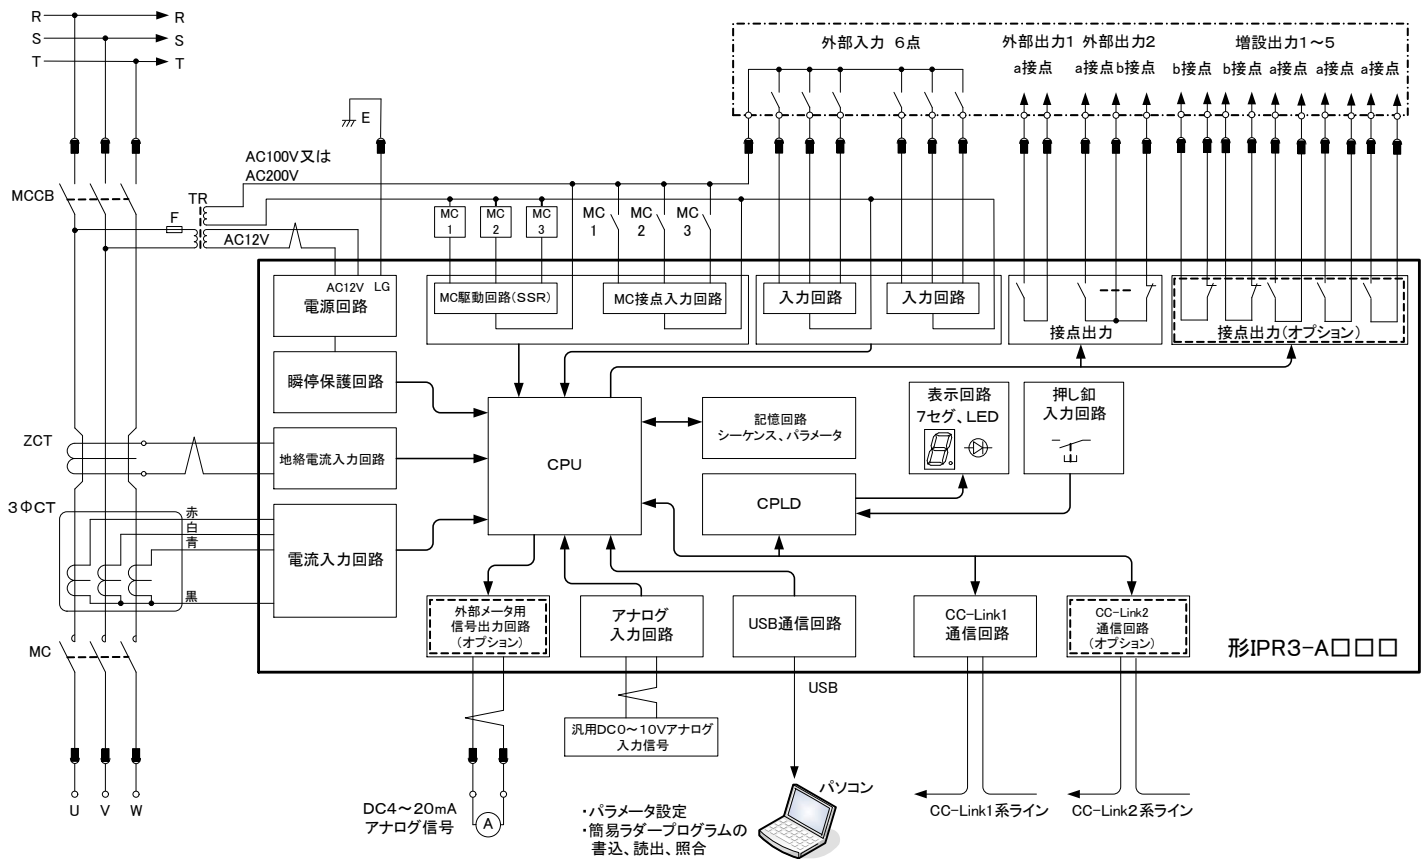 R
R
S
S
T
T
外部入力 6点
外部出力1 外部出力2
増設出力1～5
a接点
a接点b接点
b接点 b接点 a接点 a接点 a接点
E
AC100V又は
AC200V
MCCB
TR
F
AC12V
MC
1
MC
2
MC
3
MC
1
MC
2
MC
3
AC12V LG
電源回路
MC駆動回路(SSR)
MC接点入力回路
入力回路
入力回路
接点出力
接点出力(オプション)
瞬停保護回路
表示回路
7セグ、LED
押し釦
入力回路
記憶回路
シーケンス、パラメータ
ZCT
地絡電流入力回路
CPU
CPLD
3ΦCT
赤
白
青
黒
電流入力回路
外部メータ用
信号出力回路
(オプション)
アナログ
入力回路
USB通信回路
CC-Link1
通信回路
CC-Link2
通信回路
(オプション)
形IPR3-A□□□
MC
USB
汎用DC0～10Vアナログ
入力信号
U
V
W
DC4～20mA
アナログ信号
A
・パラメータ設定
・簡易ラダープログラムの
書込、読出、照合
パソコン
CC-Link1系ライン
CC-Link2系ライン